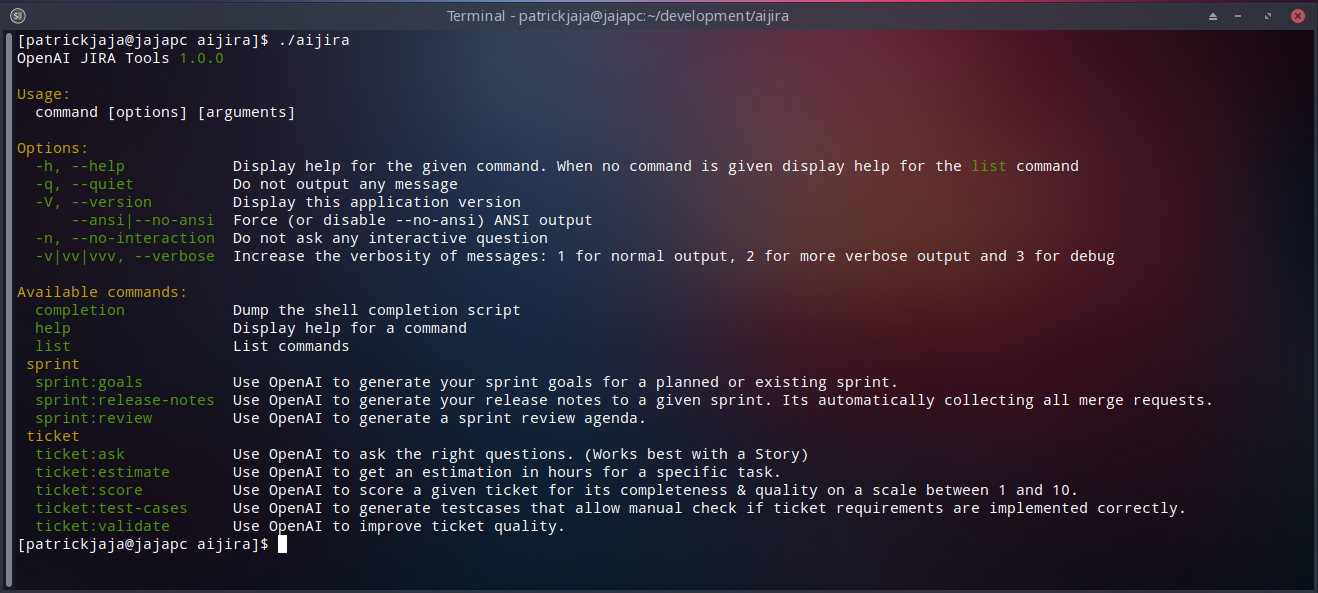 Terminal - patrickjaja@jajapc:~/development/aijira
[patrickjaja@jajapc aijira]$ ./aijira
OpenAI JIRA Tools 1.0.0
Usage:
command [options] [arguments]
Options:
-h, --help Display help for the given command. When no command is given display help for the list command
-q, --quiet Do not output any message
-V, --version Display this application version
--ansi|--no-ansi Force (or disable --no-ansi) ANSI output
-n, --no-interaction Do not ask any interactive question
-v|vv|vvv, --verbose Increase the verbosity of messages: 1 for normal output, 2 for more verbose output and 3 for debug
Available commands:
completion Dump the shell completion script
help Display help for a command
list List commands
sprint
sprint:goals Use OpenAI to generate your sprint goals for a planned or existing sprint.
sprint:release-notes Use OpenAI to generate your release notes to a given sprint. Its automatically collecting all merge requests.
sprint:review Use OpenAI to generate a sprint review agenda.
ticket
ticket:ask Use OpenAI to ask the right questions. (Works best with a Story)
ticket:estimate Use OpenAI to get an estimation in hours for a specific task.
ticket:score Use OpenAI to score a given ticket for its completeness & quality on a scale between 1 and 10.
ticket:test-cases Use OpenAI to generate testcases that allow manual check if ticket requirements are implemented correctly.
ticket:validate Use OpenAI to improve ticket quality.
[patrickjaja@jajapc aijira]$